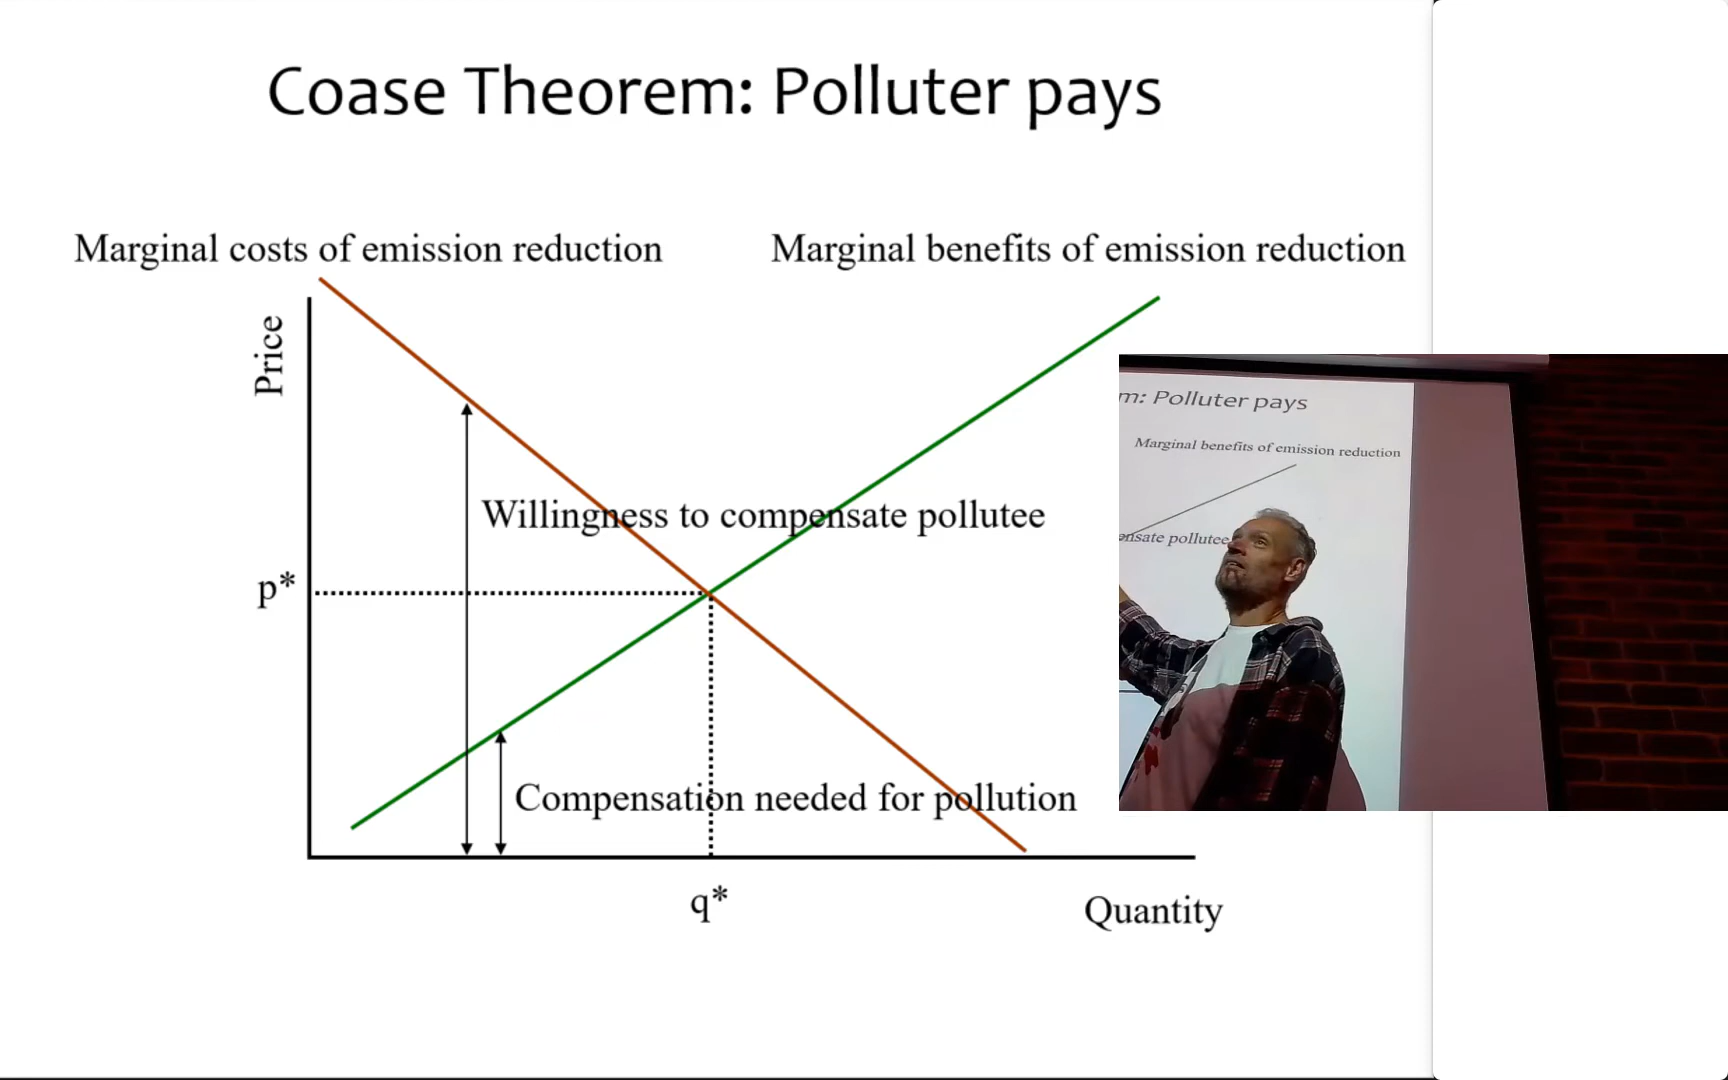 Coase Theorem: Polluter pays
Marginal costs of emission reduction
Marginal benefits of emission reduction
Price
Willingness to compensate pollutee
p*
Compensation needed for pollution
q*
Quantity
m: Polluter pays
Marginal benefits of emission reduction
ensate pollutee